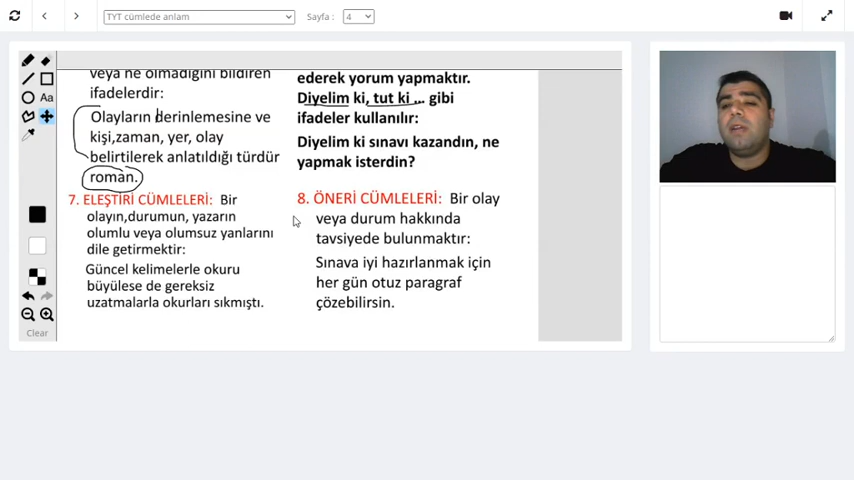 TYT cümlede anlam
Sayfa :
4
veya ne olmadığını bildiren
ifadelerdir:
Olayların derinlemesine ve
kişi,zaman, yer, olay
belirtilerek anlatıldığı türdür
roman.
7. ELEŞTİRİ CÜMLELERİ: Bir
olayın,durumun, yazarın
olumlu veya olumsuz yanlarını
dile getirmektir:
Güncel kelimelerle okuru
büyülese de gereksiz
uzatmalarla okurları sıkmıştı.
ederek yorum yapmaktır.
Diyelim ki, tut ki ... gibi
ifadeler kullanılır:
Diyelim ki sınavı kazandın, ne
yapmak isterdin?
8. ÖNERİ CÜMLELERİ: Bir olay
veya durum hakkında
tavsiyede bulunmaktır:
Sınava iyi hazırlanmak için
her gün otuz paragraf
çözebilirsin.
Aa
Clear